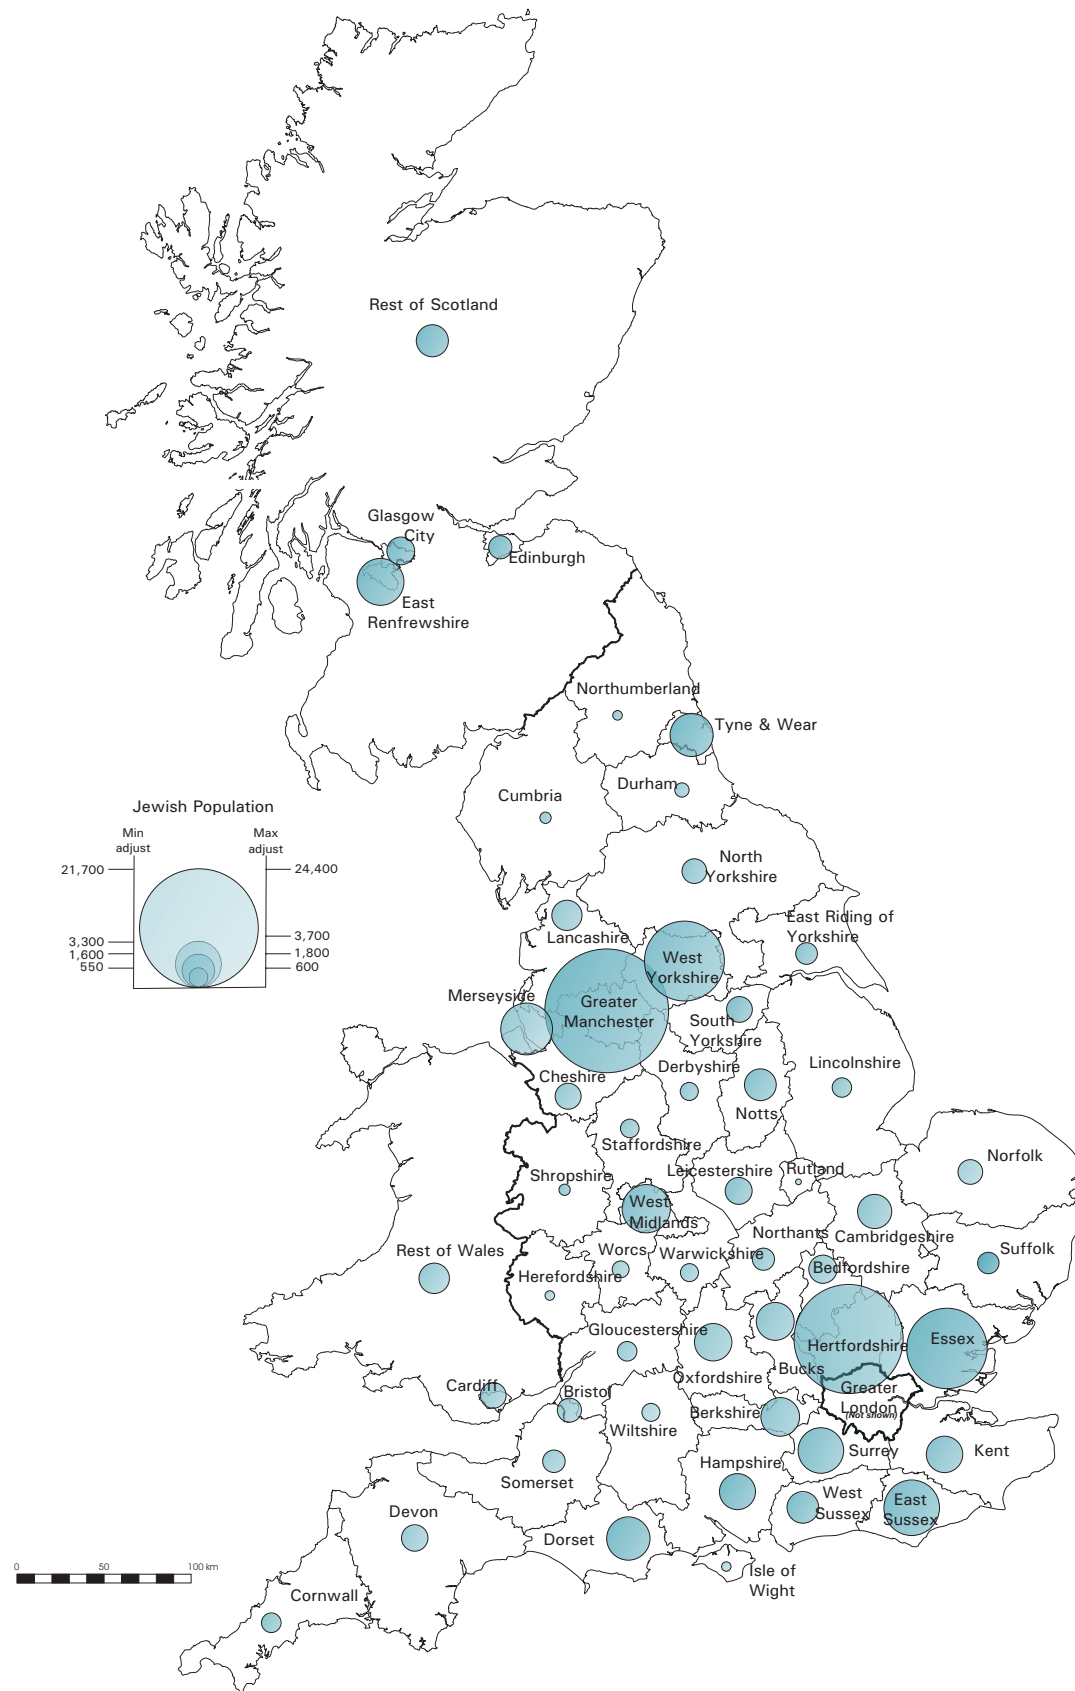 Rest of Scotland
Glasgow
City
Edinburgh
East
Renfrewshire
Northumberland
Tyne & Wear
Durham
Cumbria
Jewish Population
Min
adjust
Max
adjust
21,700
24,400
3,300
3,700
1,600
1,800
550
600
North
Yorkshire
Lancashire
East Riding of
Yorkshire
West
Yorkshire
Merseyside
Greater
Manchester
South
Yorkshire
Cheshire
Derbyshire
Lincolnshire
Notts
Staffordshire
Norfolk
Shropshire
Leicestershire
Rutland
West
Midlands
Northants
Cambridgeshire
Rest of Wales
Worcs
Warwickshire
Suffolk
Herefordshire
Bedfordshire
Gloucestershire
Hertfordshire
Essex
Oxfordshire
Bucks
Cardiff
Bristol
Greater
London
(Not shown)
Berkshire
Wiltshire
Surrey
Kent
Hampshire
Somerset
West
Sussex
East
Sussex
Devon
Dorset
Isle of
Wight
0 50 100 km
Cornwall